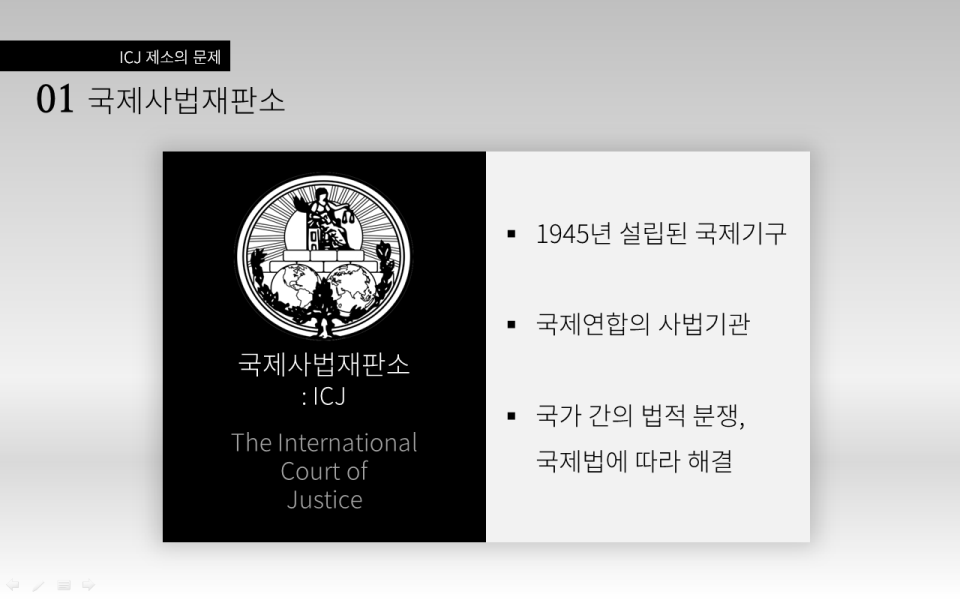 ICJ 제소의 문제
01 국제사법재판소
국제사법재판소
: ICJ
The International
Court of
Justice
▪ 1945년 설립된 국제기구
▪ 국제연합의 사법기관
▪ 국가 간의 법적 분쟁,
국제법에 따라 해결